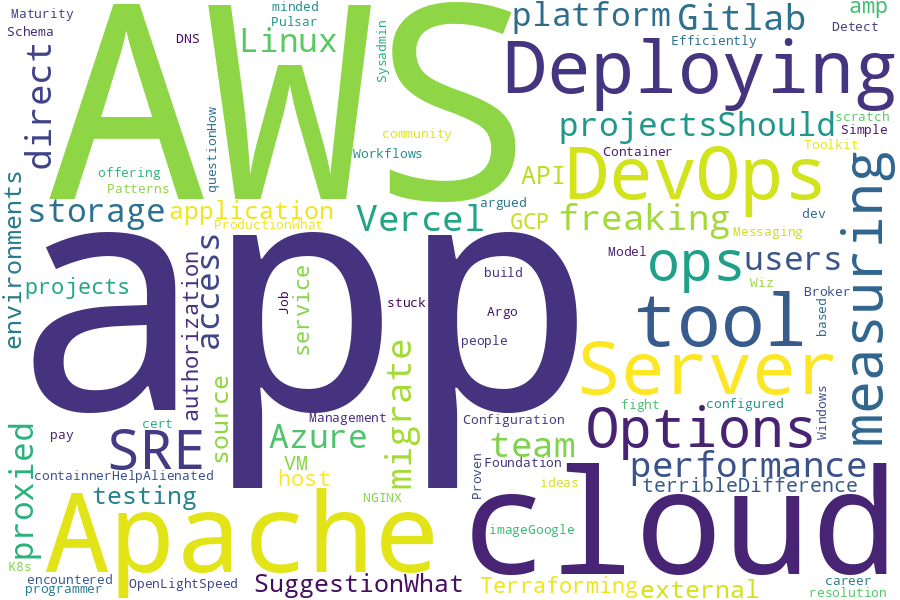 Maturity
Schema
AWS
minded
Pulsar
DNS
Linux
Sysadmin
platform
Gitlab
amp
Detect
Efficiently
direct
Deploying
questionHow
community
Workflows
projectsShould
scratch
Simple
Container
Toolkit
offering
Patterns
API
DevOps
measuring
environments
storage
application
ProductionWhat
Vercel
argued
GCP
freaking
dev
Messaging
app
access
authorization
projects
Job
service
stuck
build
Argo
people
ops
users
Model
Wiz
Broker
based
tool
Server
migrate
source
Management
Configuration
fight
configured
Windows
Options
proxied
pay
cert
SRE
Azure
VM
host
team
Foundation
Proven
ideas
performance
terribleDifference
containnerHelpAlienated
testing
NGINX
Apache
cloud
imageGoogle
K8s
encountered
programmer
OpenLightSpeed
SuggestionWhat
Terraforming
external
career
resolution